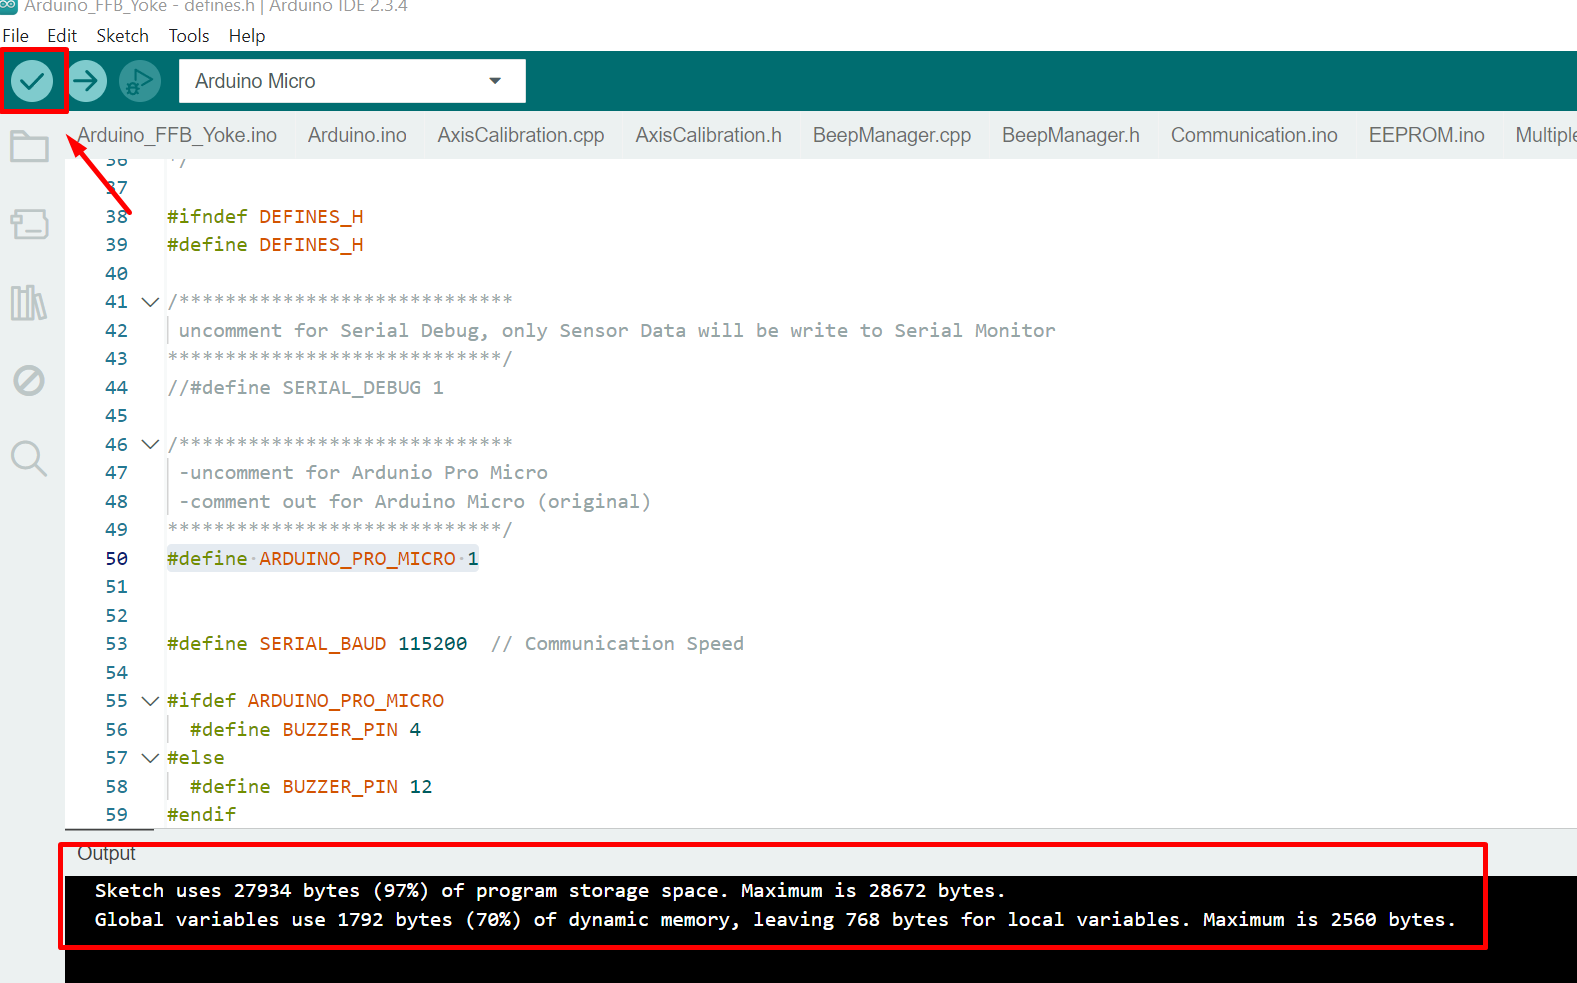 Arduino_FFB_Yoke - defines.h | Arduino IDE 2.3.4
File Edit Sketch Tools Help
Arduino Micro
Arduino_FFB_Yoke.ino Arduino.ino AxisCalibration.cpp AxisCalibration.h BeepManager.cpp BeepManager.h Communication.ino EEPROM.ino Multiple
36 */
37
38 #ifndef DEFINES_H
39 #define DEFINES_H
40
41 /*****************************
42 uncomment for Serial Debug, only Sensor Data will be write to Serial Monitor
43 *****************************/
44 //#define SERIAL_DEBUG 1
45
46 /*****************************
47 -uncomment for Ardunio Pro Micro
48 -comment out for Arduino Micro (original)
49 *****************************/
50 #define ARDUINO_PRO_MICRO 1
51
52
53 #define SERIAL_BAUD 115200 // Communication Speed
54
55 #ifdef ARDUINO_PRO_MICRO
56 #define BUZZER_PIN 4
57 #else
58 #define BUZZER_PIN 12
59 #endif
Output
Sketch uses 27934 bytes (97%) of program storage space. Maximum is 28672 bytes.
Global variables use 1792 bytes (70%) of dynamic memory, leaving 768 bytes for local variables. Maximum is 2560 bytes.